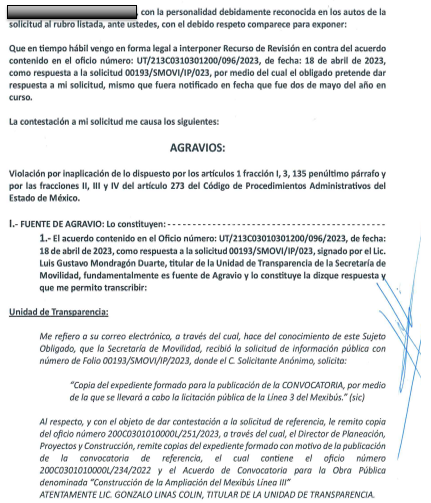 , con la personalidad debidamente reconocida en los autos de la
solicitud al rubro listada, ante ustedes, con el debido respeto comparece para exponer:
Que en tiempo hábil vengo en forma legal a interponer Recurso de Revisión en contra del acuerdo
contenido en el oficio número: UT/213C0310301200/096/2023, de fecha: 18 de abril de 2023,
como respuesta a la solicitud 00193/SMOVI/IP/023, por medio del cual el obligado pretende dar
respuesta a mi solicitud, mismo que fuera notificado en fecha que fue dos de mayo del año en
curso.
La contestación a mi solicitud me causa los siguientes:
AGRAVIOS:
Violación por inaplicación de lo dispuesto por los artículos 1 fracción I, 3, 135 penúltimo párrafo y
por las fracciones II, III y IV del artículo 273 del Código de Procedimientos Administrativos del
Estado de México.
I.- FUENTE DE AGRAVIO: Lo constituyen: - - - - - - - - - - - - - - - - - - - - - - - - - - - - - - - -
1.- El acuerdo contenido en el Oficio número: UT/213C03010301200/096/2023, de fecha:
18 de abril de 2023, como respuesta a la solicitud 00193/SMOVI/IP/023, signado por el Lic.
Luis Gustavo Mondragón Duarte, titular de la Unidad de Transparencia de la Secretaría de
Movilidad, fundamentalmente es fuente de Agravio y lo constituye la dizque respuesta y
que me permito transcribir:
Unidad de Transparencia:
Me refiero a su correo electrónico, a través del cual, hace del conocimiento de este Sujeto
Obligado, que la Secretaría de Movilidad, recibió la solicitud de información pública con
número de Folio 00193/SMOVI/IP/2023, donde el C. Solicitante Anónimo, solicita:
"Copia del expediente formado para la publicación de la CONVOCATORIA, por medio
de la que se llevará a cabo la licitación pública de la Línea 3 del Mexibús." (sic)
Al respecto, y con el objeto de dar contestación a la solicitud de referencia, le remito copia
del oficio número 200C0301010000L/251/2023, a través del cual, el Director de Planeación,
Proyectos y Construcción, remite copias del expediente formado con motivo de la publicación
de la convocatoria de referencia, el cual contiene el oficio número
200C0301010000L/234/2022 y el Acuerdo de Convocatoria para la Obra Pública
denominada "Construcción de la Ampliación del Mexibús Línea III"
ATENTAMENTE LIC. GONZALO LINAS COLIN, TITULAR DE LA UNIDAD DE TRANSPARENCIA.